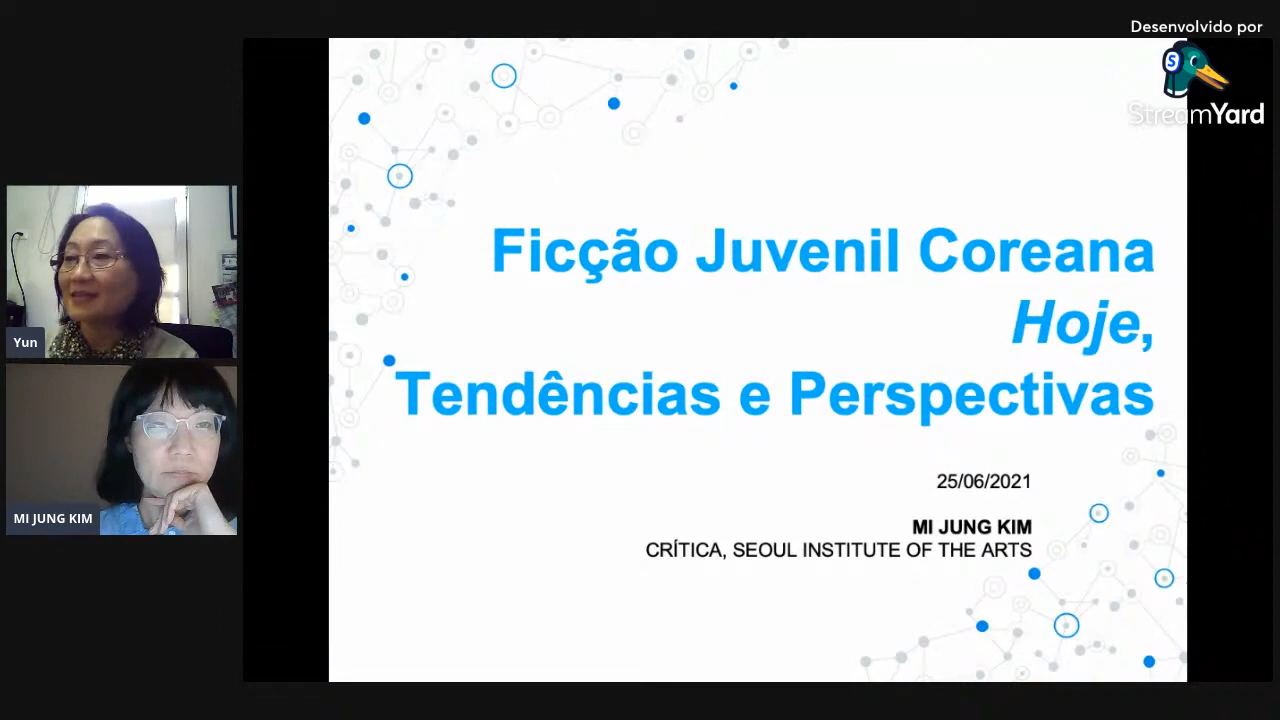 Desenvolvido por
S
StreamYard
Ficção Juvenil Coreana
Hoje,
Tendências e Perspectivas
25/06/2021
MI JUNG KIM
CRÍTICA, SEOUL INSTITUTE OF THE ARTS
Yun
MI JUNG KIM